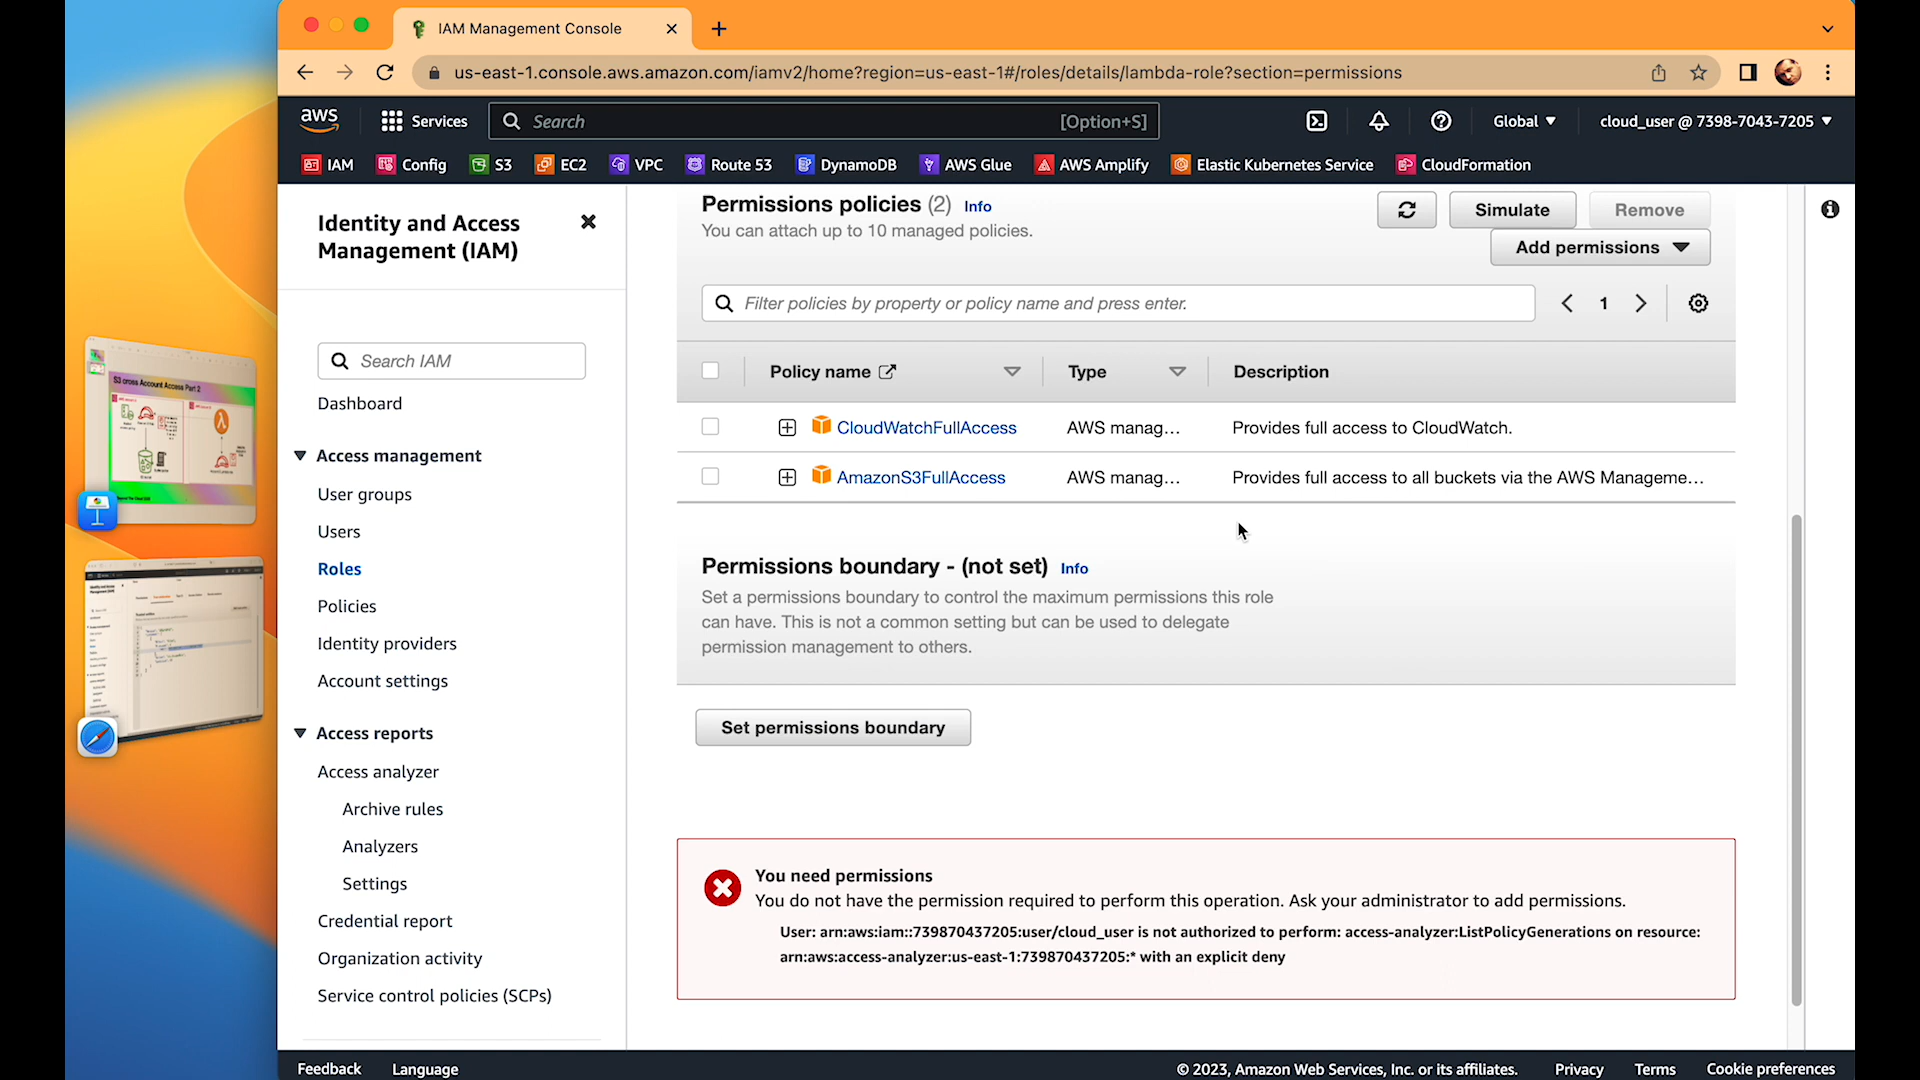 IAM Management Console
us-east-1.console.aws.amazon.com/iamv2/home?region=us-east-1#/roles/details/lambda-role?section=permissions
aws
Services
Search
[Option+S]
Global
cloud_user @ 7398-7043-7205
IAM
Config
S3
EC2
VPC
Route 53
DynamoDB
AWS Glue
AWS Amplify
Elastic Kubernetes Service
CloudFormation
Identity and Access
Management (IAM)
Search IAM
Dashboard
Access management
User groups
Users
Roles
Policies
Identity providers
Account settings
Access reports
Access analyzer
Archive rules
Analyzers
Settings
Credential report
Organization activity
Service control policies (SCPs)
Permissions policies (2) Info
You can attach up to 10 managed policies.
Simulate
Remove
Add permissions
Filter policies by property or policy name and press enter.
1
Policy name
Type
Description
CloudWatchFullAccess
AWS manag...
Provides full access to CloudWatch.
AmazonS3FullAccess
AWS manag...
Provides full access to all buckets via the AWS Manageme...
Permissions boundary - (not set) Info
Set a permissions boundary to control the maximum permissions this role
can have. This is not a common setting but can be used to delegate
permission management to others.
Set permissions boundary
You need permissions
You do not have the permission required to perform this operation. Ask your administrator to add permissions.
User: arn:aws:iam::739870437205:user/cloud_user is not authorized to perform: access-analyzer:ListPolicyGenerations on resource:
arn:aws:access-analyzer:us-east-1:739870437205:* with an explicit deny
S3 cross Account Access Part 2
Feedback
Language
© 2023, Amazon Web Services, Inc. or its affiliates.
Privacy
Terms
Cookie preferences